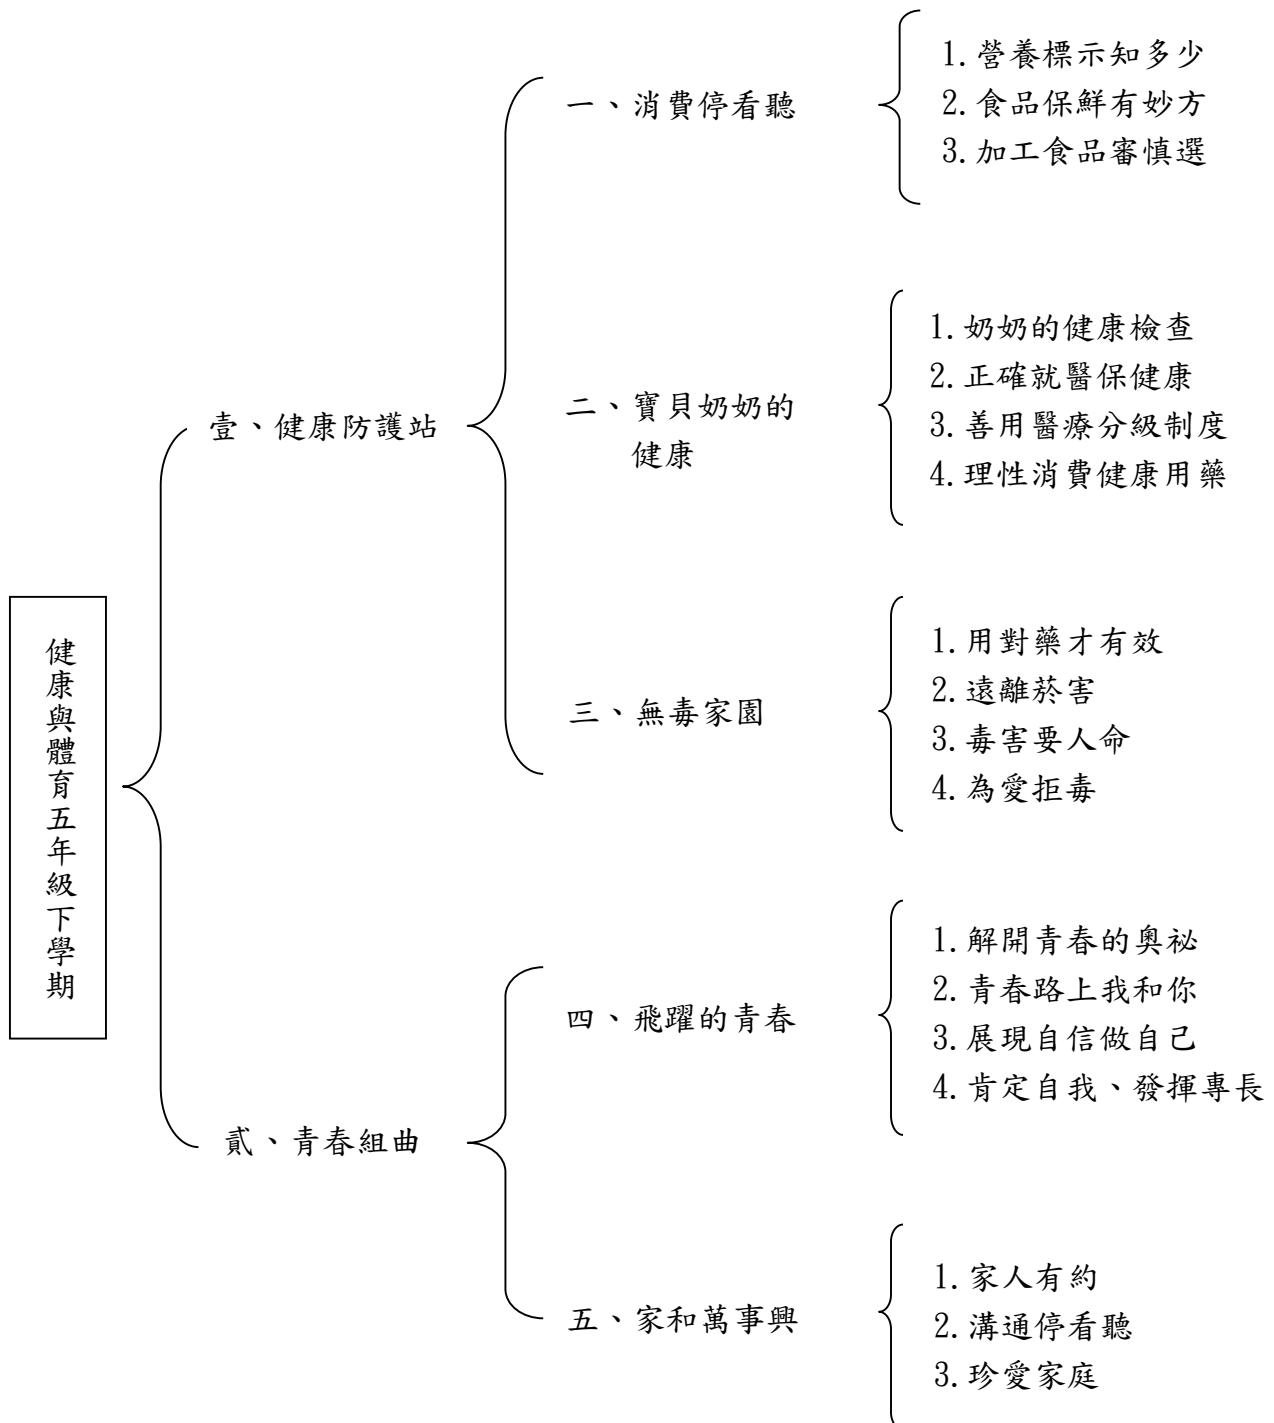 健康與體育五年級下學期
壹、健康防護站
一、消費停看聽
1.營養標示知多少
2.食品保鮮有妙方
3.加工食品審慎選
二、寶貝奶奶的
健康
1.奶奶的健康檢查
2.正確就醫保健康
3.善用醫療分級制度
4.理性消費健康用藥
三、無毒家園
1.用對藥才有效
2.遠離菸害
3.毒害要人命
4.為愛拒毒
貳、青春組曲
四、飛躍的青春
1.解開青春的奧祕
2.青春路上我和你
3.展現自信做自己
4.肯定自我、發揮專長
五、家和萬事興
1.家人有約
2.溝通停看聽
3.珍愛家庭